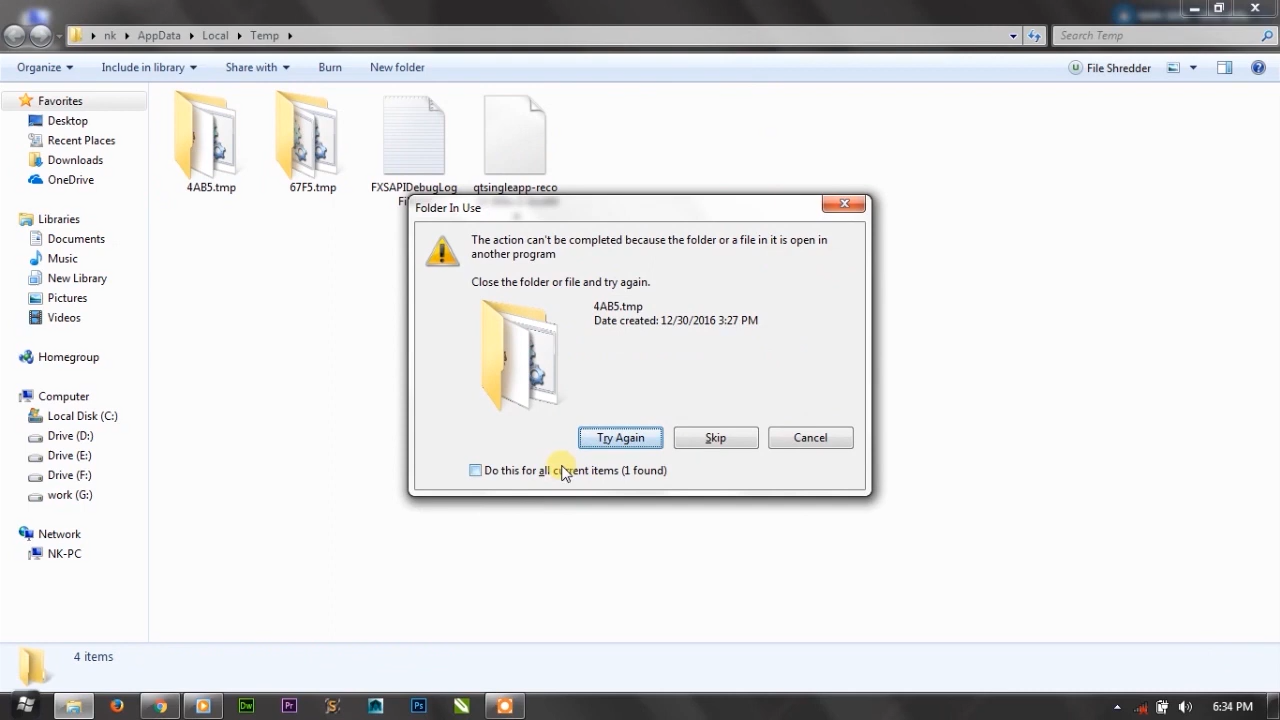 nk AppData Local Temp
Search Temp
Organize Include in library Share with Burn New folder File Shredder
Favorites
Desktop
Recent Places
Downloads
OneDrive
Libraries
Documents
Music
New Library
Pictures
Videos
Homegroup
Computer
Local Disk (C:)
Drive (D:)
Drive (E:)
Drive (F:)
work (G:)
Network
NK-PC
4AB5.tmp
67F5.tmp
FXSAPIDebugLog
qtsingleapp-reco
Folder In Use
The action can't be completed because the folder or a file in it is open in
another program
Close the folder or file and try again.
4AB5.tmp
Date created: 12/30/2016 3:27 PM
Try Again Skip Cancel
Do this for all current items (1 found)
4 items
Dw Pr Ps
6:34 PM